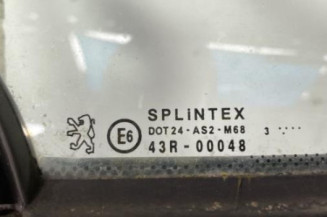 SPLiNTEX
E6 DOT24-AS2-M68 3 ....
43R-00048